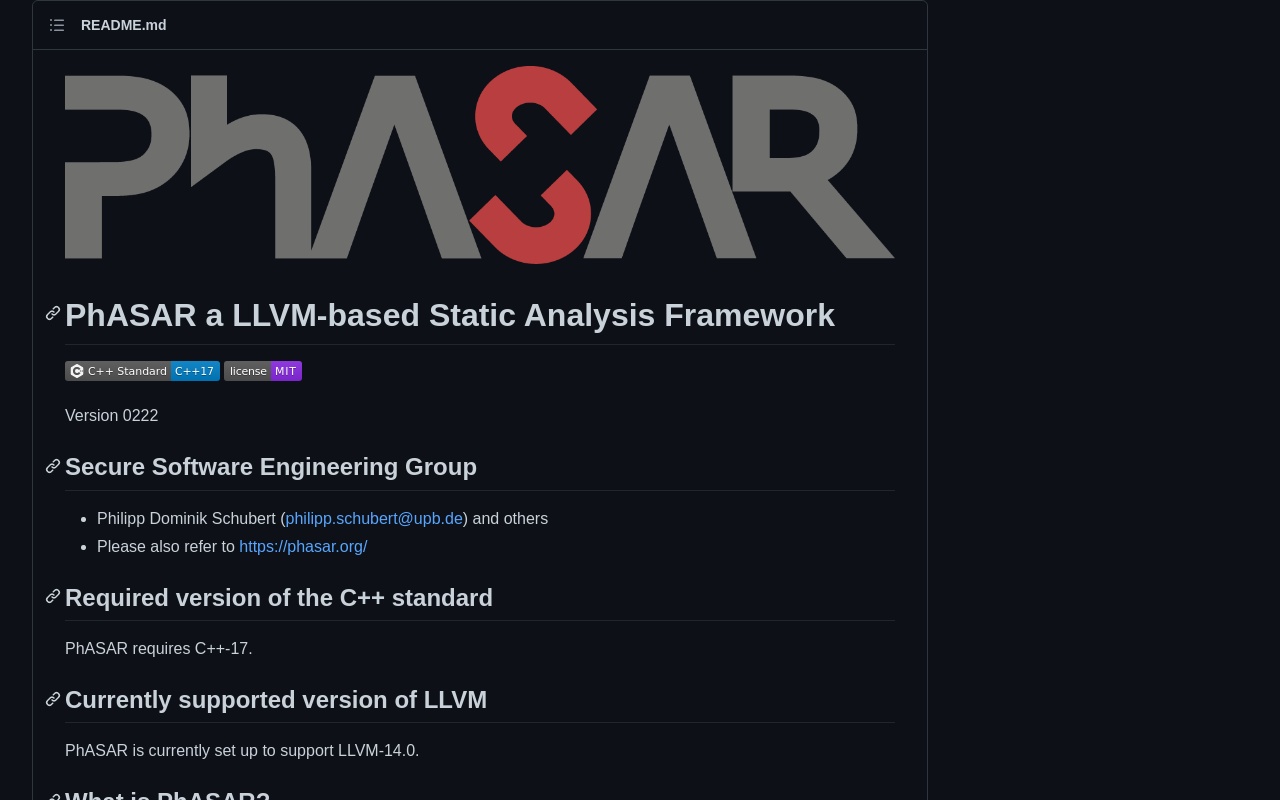 README.md
PhASAR
PhASAR a LLVM-based Static Analysis Framework
C++ Standard C++17 license MIT
Version 0222
Secure Software Engineering Group
Philipp Dominik Schubert (philipp.schubert@upb.de) and others
Please also refer to https://phasar.org/
Required version of the C++ standard
PhASAR requires C++-17.
Currently supported version of LLVM
PhASAR is currently set up to support LLVM-14.0.
What is PhASAR?